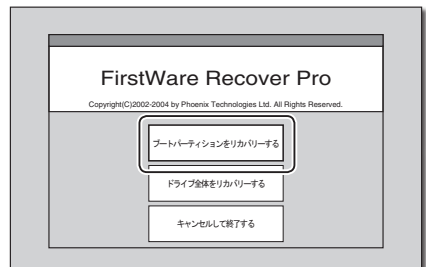 FirstWare Recover Pro
Copyright(C)2002-2004 by Phoenix Technologies Ltd. All Rights Reserved.
ブートパーティションをリカバリーする
ドライブ全体をリカバリーする
キャンセルして終了する